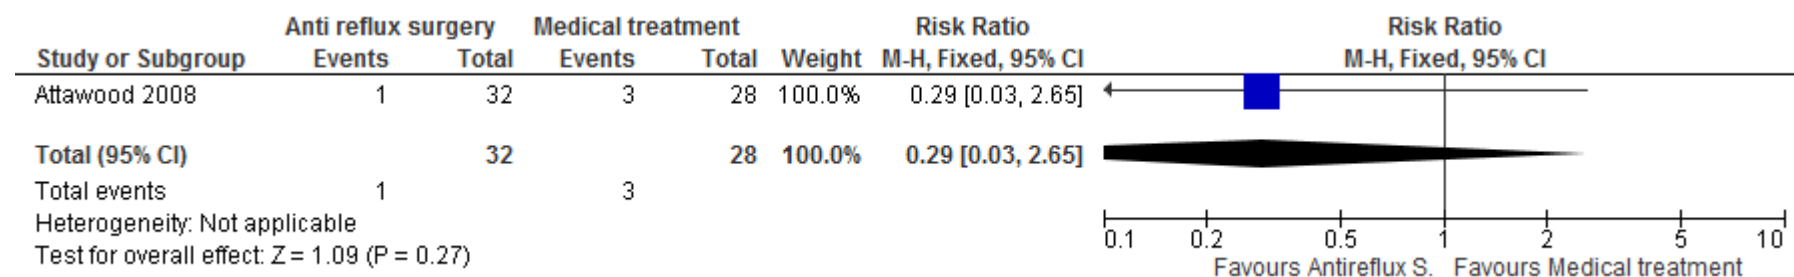 Anti reflux surgery Medical treatment Risk Ratio Risk Ratio
Study or Subgroup Events Total Events Total Weight M-H, Fixed, 95% CI M-H, Fixed, 95% CI
Attawood 2008 1 32 3 28 100.0% 0.29 [0.03, 2.65]
Total (95% CI) 32 28 100.0% 0.29 [0.03, 2.65]
Total events 1 3
Heterogeneity: Not applicable
Test for overall effect: Z = 1.09 (P = 0.27)
0.1 0.2 0.5 1 2 5 10
Favours Antireflux S. Favours Medical treatment